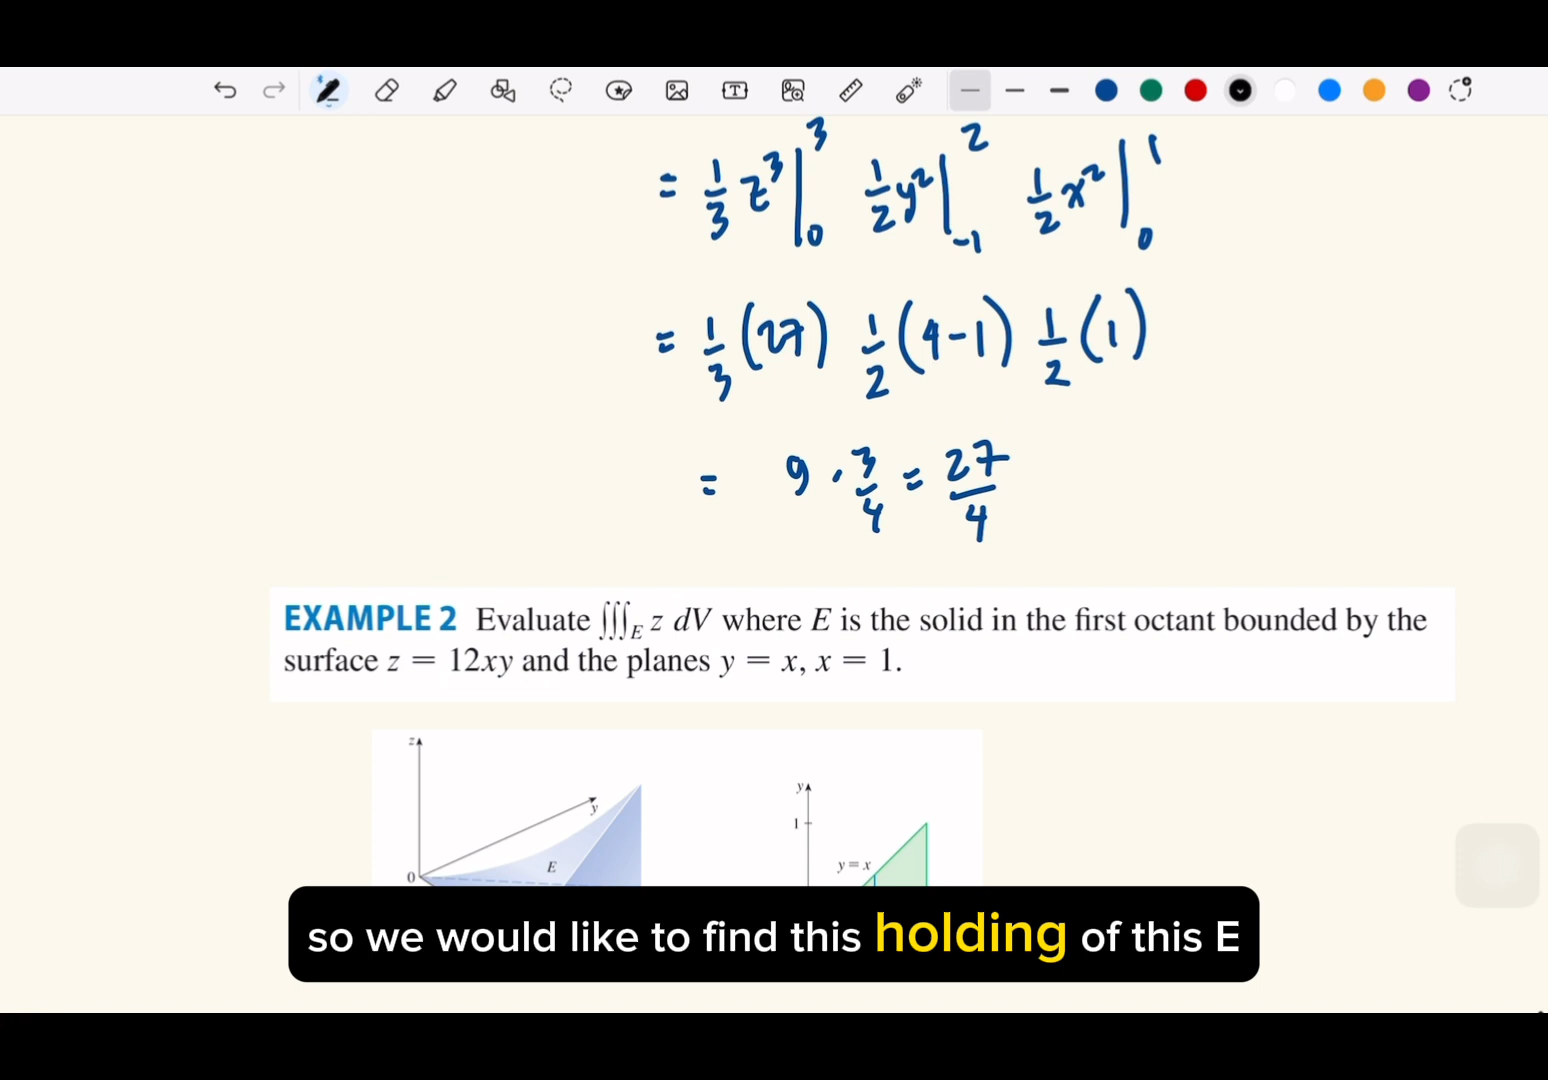 = 1/3 z³ |₀³ 1/2 y² |₋₁² 1/2 x² |₀¹
= 1/3 (27) 1/2 (4-1) 1/2 (1)
= 9 · 3/4 = 27/4
EXAMPLE 2 Evaluate ∭_E z dV where E is the solid in the first octant bounded by the
surface z = 12xy and the planes y = x, x = 1.
z
y
E
0
y
1
y = x
so we would like to find this holding of this E